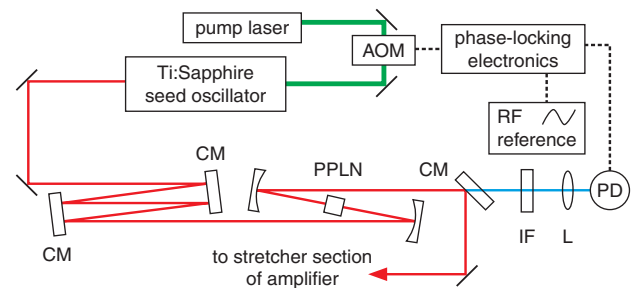 pump laser
AOM
phase-locking
electronics
Ti:Sapphire
seed oscillator
RF
reference
CM
PPLN
CM
PD
CM
IF
L
to stretcher section
of amplifier